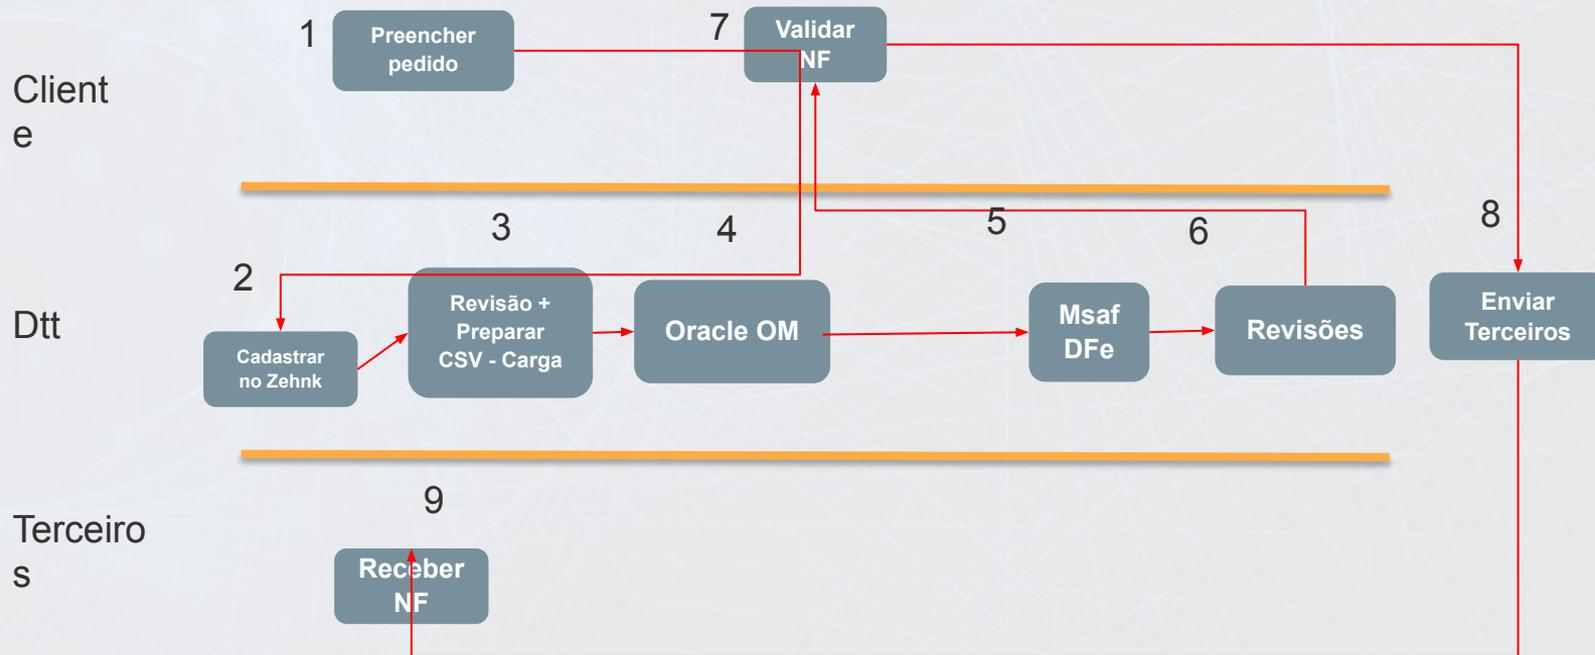 1
Preencher
pedido
7
Validar
NF
Client
e
3
4
5
6
8
2
Dtt
Cadastrar
no Zehnk
Revisão +
Preparar
CSV - Carga
Oracle OM
Msaf
DFe
Revisões
Enviar
Terceiros
9
Terceiro
s
Receber
NF